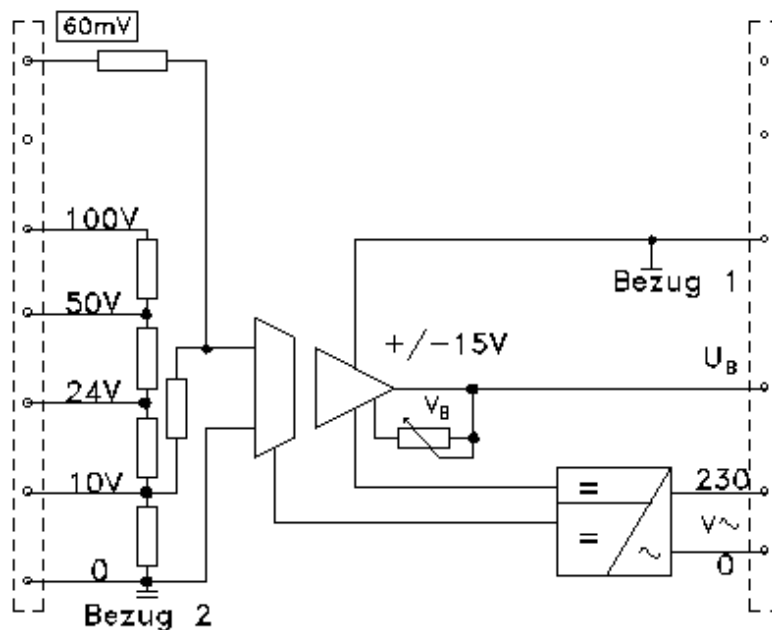 60mV
100V
50V
24V
10V
0
Bezug 2
+/-15V
V_B
Bezug 1
U_B
=
=
~
230
V~
0